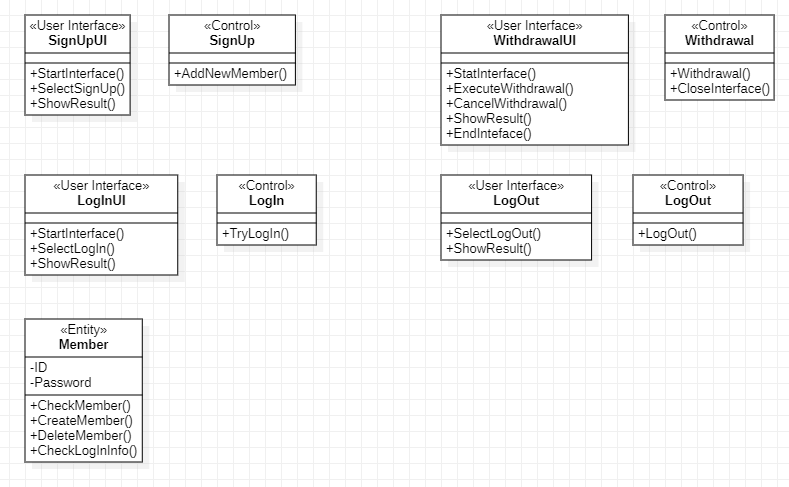 «User Interface»
SignUpUI
+StartInterface()
+SelectSignUp()
+ShowResult()
«Control»
SignUp
+AddNewMember()
«User Interface»
WithdrawalUI
+StatInterface()
+ExecuteWithdrawal()
+CancelWithdrawal()
+ShowResult()
+EndInteface()
«Control»
Withdrawal
+Withdrawal()
+CloseInterface()
«User Interface»
LogInUI
+StartInterface()
+SelectLogIn()
+ShowResult()
«Control»
LogIn
+TryLogIn()
«User Interface»
LogOut
+SelectLogOut()
+ShowResult()
«Control»
LogOut
+LogOut()
«Entity»
Member
-ID
-Password
+CheckMember()
+CreateMember()
+DeleteMember()
+CheckLogInInfo()